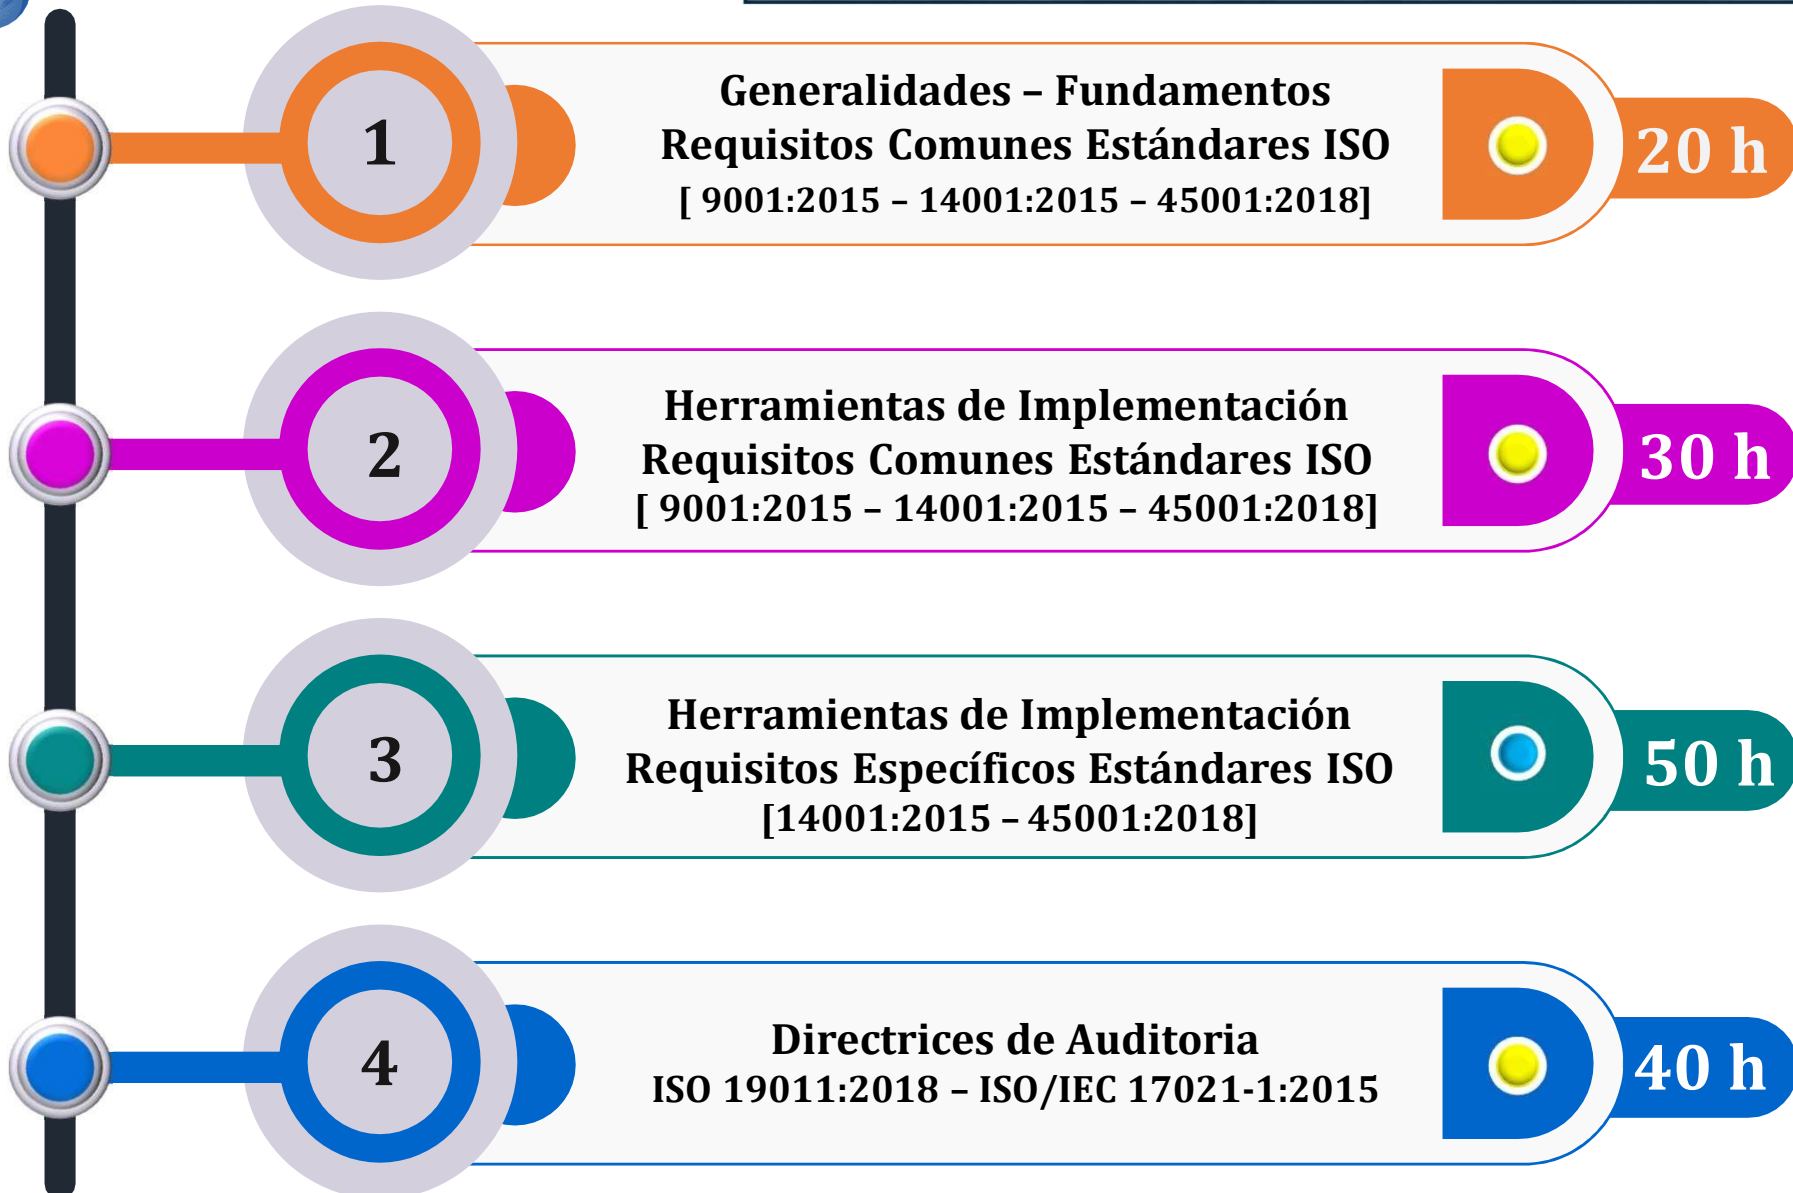 1
Generalidades – Fundamentos
Requisitos Comunes Estándares ISO
[ 9001:2015 – 14001:2015 – 45001:2018]
20 h
2
Herramientas de Implementación
Requisitos Comunes Estándares ISO
[ 9001:2015 – 14001:2015 – 45001:2018]
30 h
3
Herramientas de Implementación
Requisitos Específicos Estándares ISO
[14001:2015 – 45001:2018]
50 h
4
Directrices de Auditoria
ISO 19011:2018 – ISO/IEC 17021-1:2015
40 h